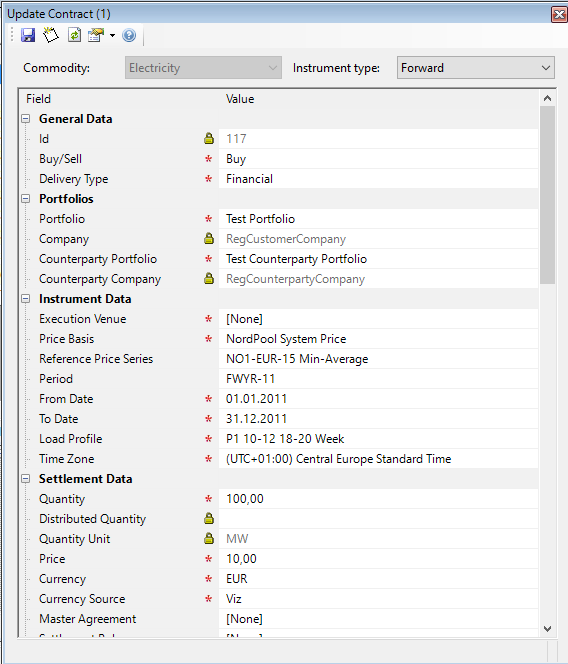 Update Contract (1)
Commodity: Electricity Instrument type: Forward
Field Value
General Data
Id 117
Buy/Sell * Buy
Delivery Type * Financial
Portfolios
Portfolio * Test Portfolio
Company RegCustomerCompany
Counterparty Portfolio * Test Counterparty Portfolio
Counterparty Company RegCounterpartyCompany
Instrument Data
Execution Venue * [None]
Price Basis * NordPool System Price
Reference Price Series NO1-EUR-15 Min-Average
Period FWYR-11
From Date * 01.01.2011
To Date * 31.12.2011
Load Profile * P1 10-12 18-20 Week
Time Zone * (UTC+01:00) Central Europe Standard Time
Settlement Data
Quantity * 100,00
Distributed Quantity
Quantity Unit MW
Price * 10,00
Currency * EUR
Currency Source * Viz
Master Agreement [None]